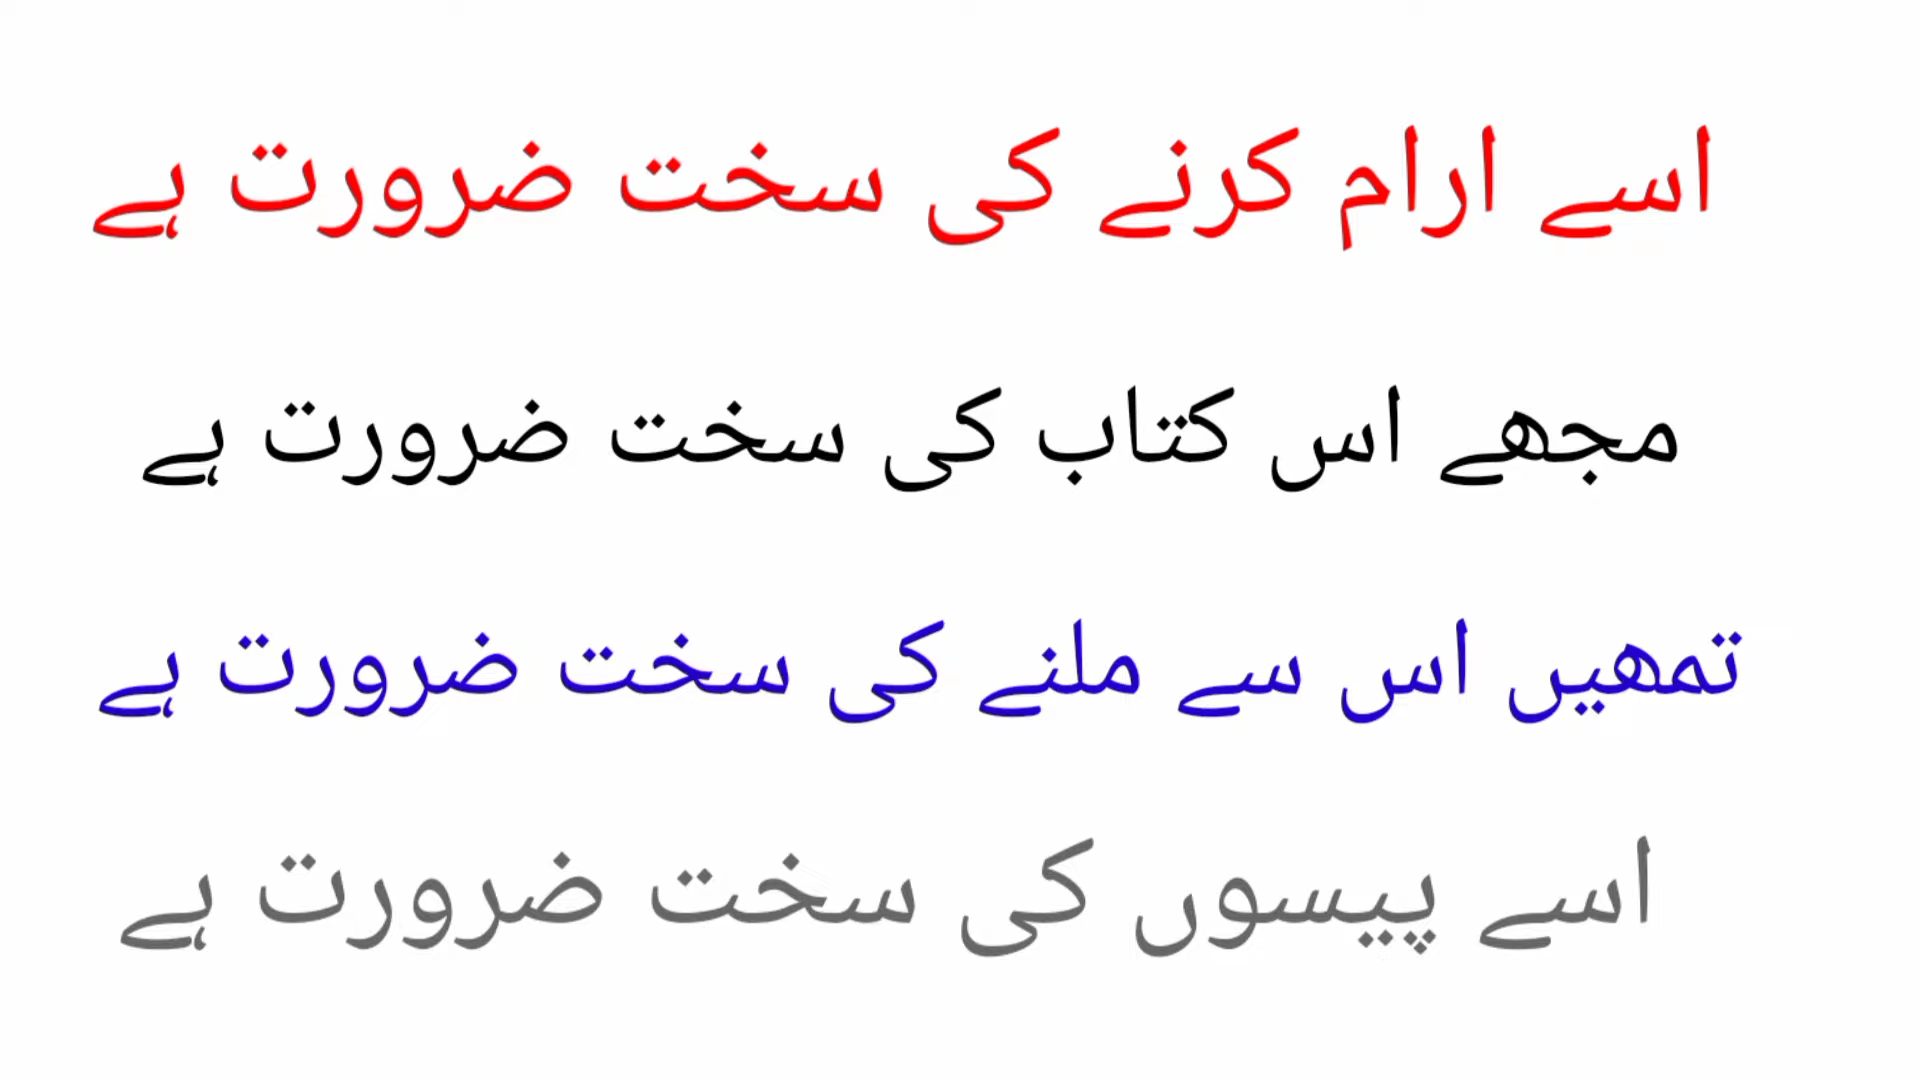 اسے ارام کرنے کی سخت ضرورت ہے
مجھے اس کتاب کی سخت ضرورت ہے
تمھیں اس سے ملنے کی سخت ضرورت ہے
اسے پیسوں کی سخت ضرورت ہے